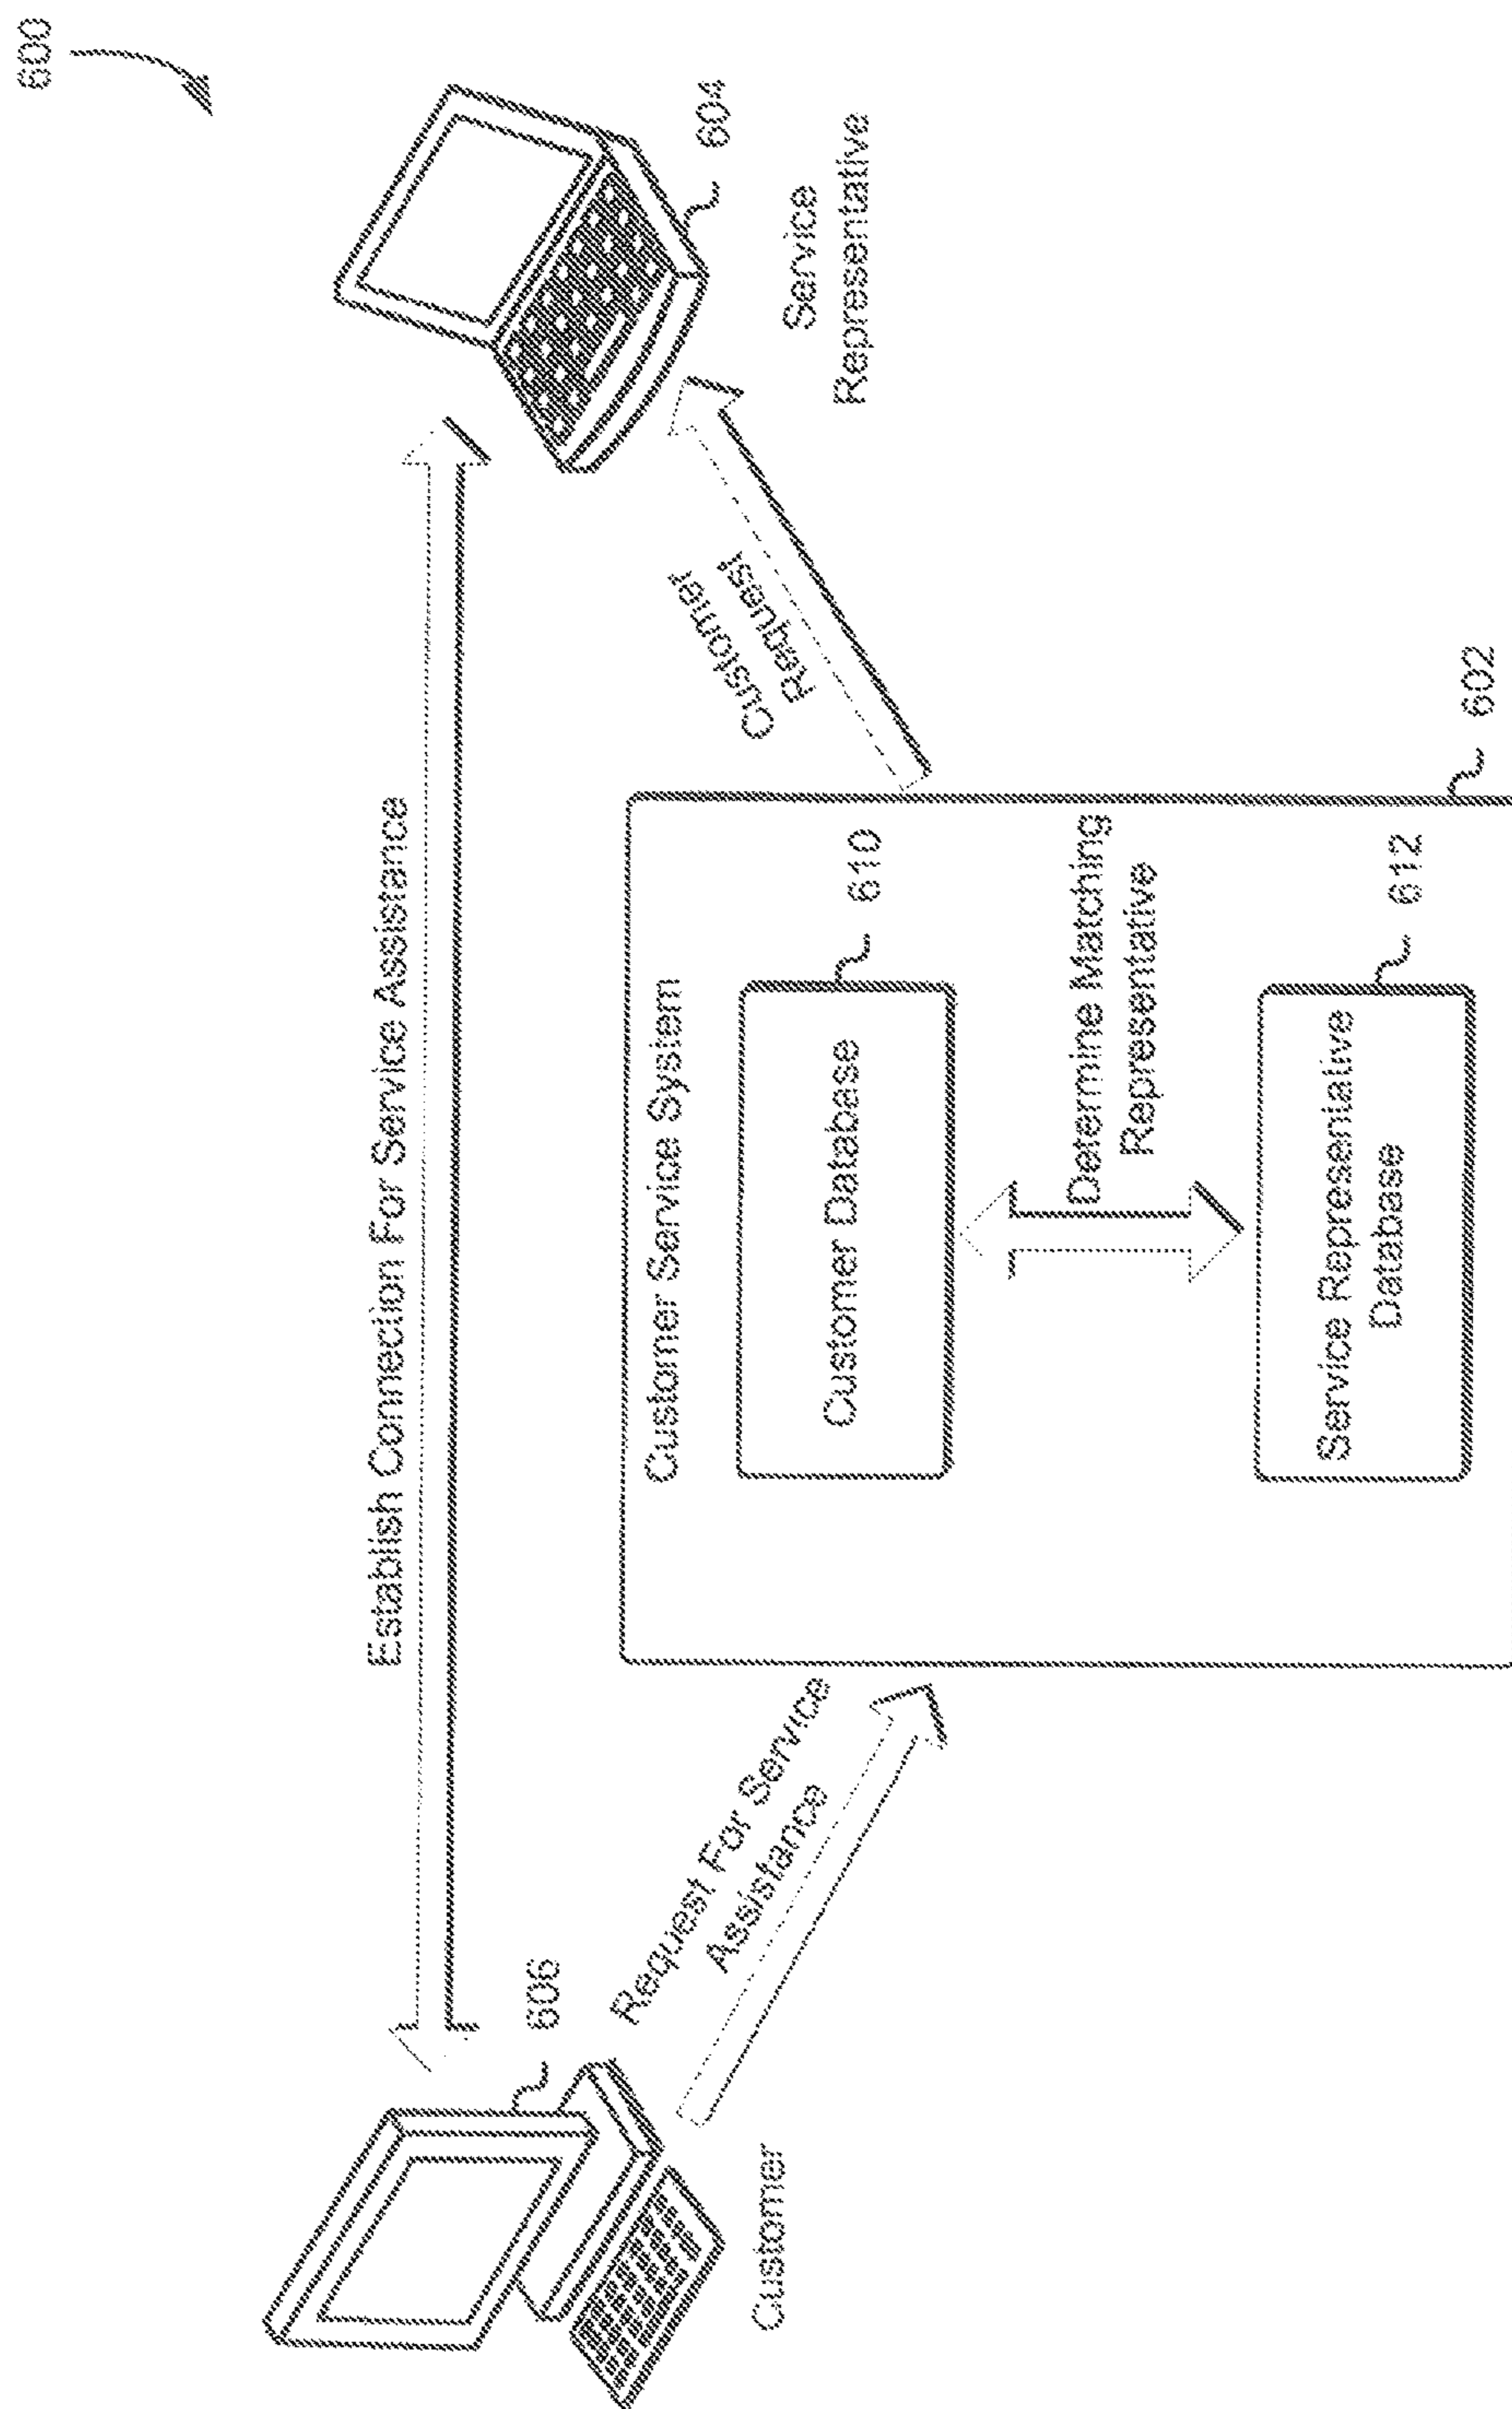 600
Establish Connection For Service Assistance
606
604
Request For Service
Assistance
Customer
Request
Customer
Service
Representative
Customer Service System
Customer Database
610
Determine Matching
Representative
Service Representative
Database
612
602